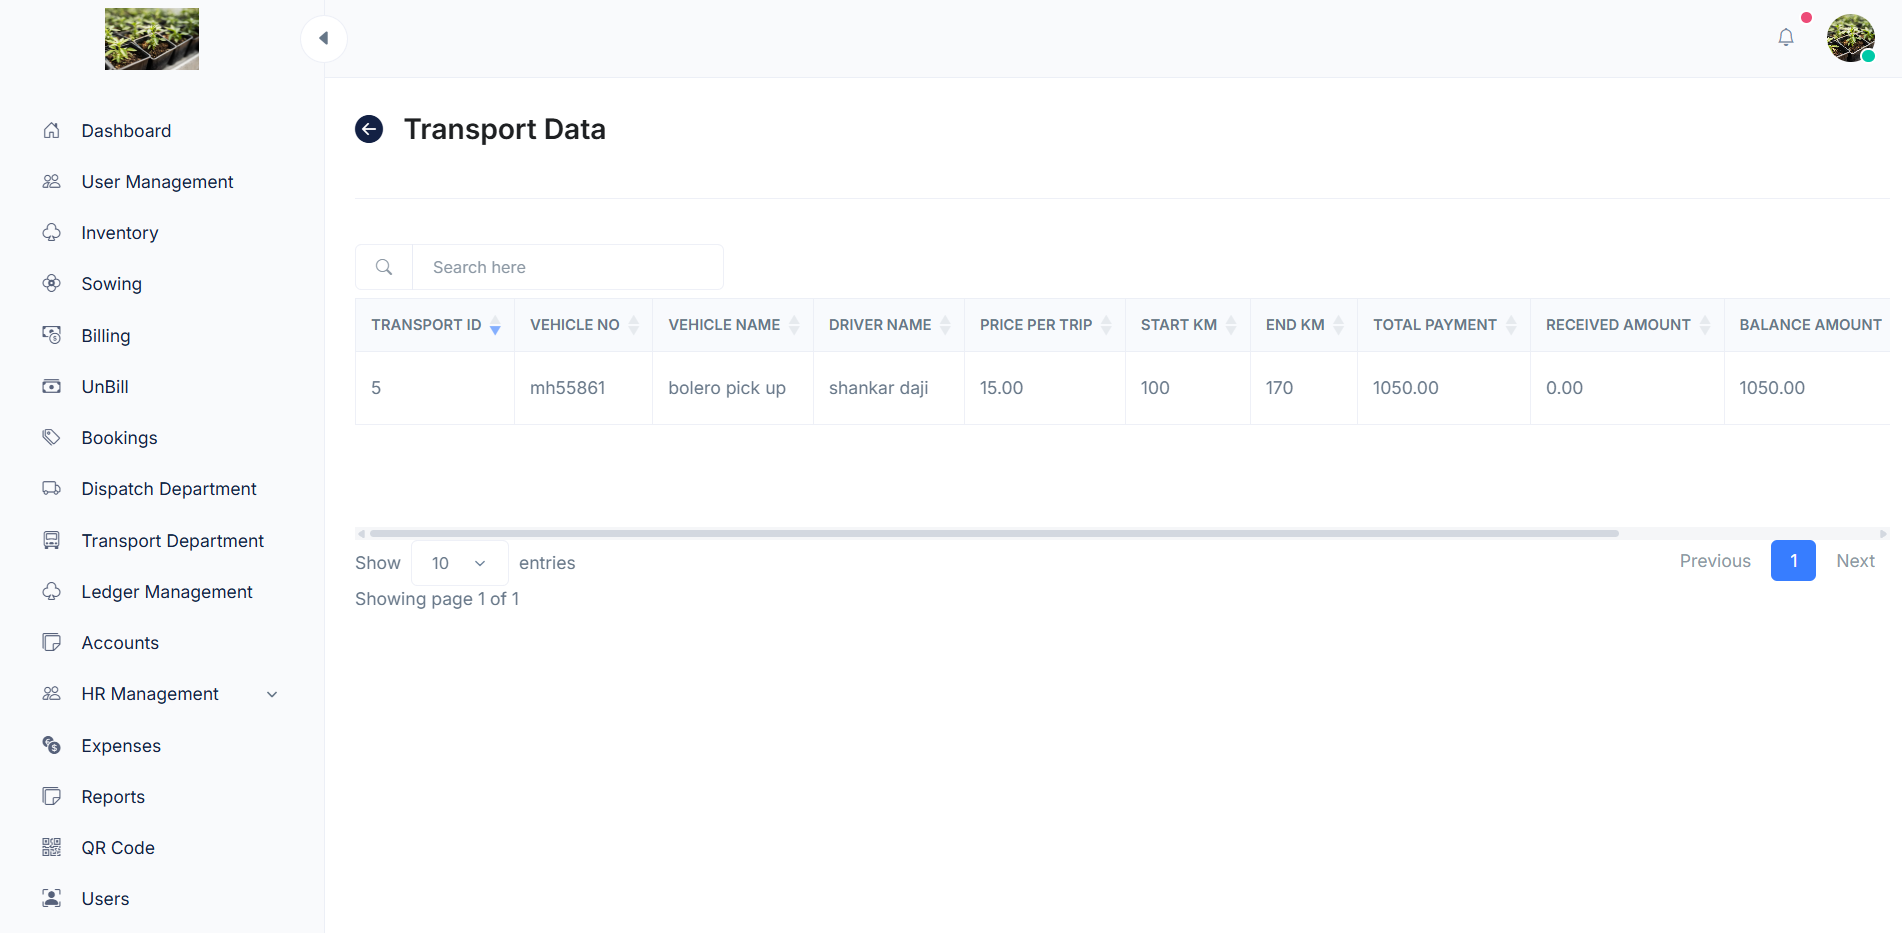 Dashboard
User Management
Inventory
Sowing
Billing
UnBill
Bookings
Dispatch Department
Transport Department
Ledger Management
Accounts
HR Management
Expenses
Reports
QR Code
Users
Transport Data
Search here
TRANSPORT ID VEHICLE NO VEHICLE NAME DRIVER NAME PRICE PER TRIP START KM END KM TOTAL PAYMENT RECEIVED AMOUNT BALANCE AMOUNT
5 mh55861 bolero pick up shankar daji 15.00 100 170 1050.00 0.00 1050.00
Show 10 entries
Previous 1 Next
Showing page 1 of 1